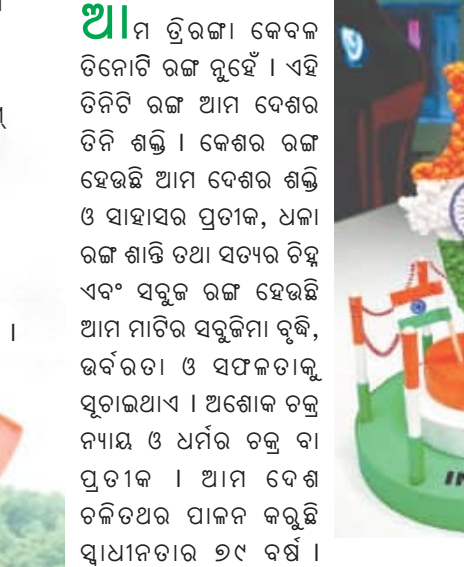 ଆମ ତ୍ରିରଙ୍ଗା କେବଳ
ତିନୋଟି ରଙ୍ଗ ନୁହେଁ । ଏହି
ତିନିଟି ରଙ୍ଗ ଆମ ଦେଶର
ତିନି ଶକ୍ତି । କେଶର ରଙ୍ଗ
ହେଉଛି ଆମ ଦେଶର ଶକ୍ତି
ଓ ସାହାସର ପ୍ରତୀକ, ଧଳା
ରଙ୍ଗ ଶାନ୍ତି ତଥା ସତ୍ୟର ଚିହ୍ନ
ଏବଂ ସବୁଜ ରଙ୍ଗ ହେଉଛି
ଆମ ମାଟିର ସବୁଜିମା ବୃଦ୍ଧି,
ଉର୍ବରତା ଓ ସଫଳତାକୁ
ସୂଚାଇଥାଏ । ଅଶୋକ ଚକ୍ର
ନ୍ୟାୟ ଓ ଧର୍ମର ଚକ୍ର ବା
ପ୍ରତୀକ । ଆମ ଦେଶ
ଚଳିତଥର ପାଳନ କରୁଛି
ସ୍ୱାଧୀନତାର ୭୯ ବର୍ଷ ।